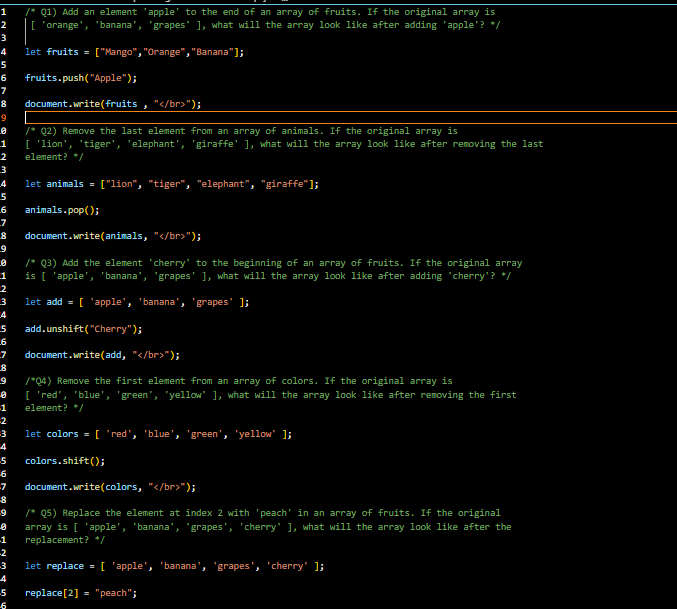 1 /* Q1) Add an element 'apple' to the end of an array of fruits. If the original array is
2 [ 'orange', 'banana', 'grapes' ], what will the array look like after adding 'apple'? */
3
4 let fruits = ["Mango","Orange","Banana"];
5
6 fruits.push("Apple");
7
8 document.write(fruits , "</br>");
9
0 /* Q2) Remove the last element from an array of animals. If the original array is
1 [ 'lion', 'tiger', 'elephant', 'giraffe' ], what will the array look like after removing the last
2 element? */
3
4 let animals = ["lion", "tiger", "elephant", "giraffe"];
5
6 animals.pop();
7
8 document.write(animals, "</br>");
9
0 /* Q3) Add the element 'cherry' to the beginning of an array of fruits. If the original array
1 is [ 'apple', 'banana', 'grapes' ], what will the array look like after adding 'cherry'? */
2
3 let add = [ 'apple', 'banana', 'grapes' ];
4
5 add.unshift("Cherry");
6
7 document.write(add, "</br>");
8
9 /*Q4) Remove the first element from an array of colors. If the original array is
0 [ 'red', 'blue', 'green', 'yellow' ], what will the array look like after removing the first
1 element? */
2
3 let colors = [ 'red', 'blue', 'green', 'yellow' ];
4
5 colors.shift();
6
7 document.write(colors, "</br>");
8
9 /* Q5) Replace the element at index 2 with 'peach' in an array of fruits. If the original
0 array is [ 'apple', 'banana', 'grapes', 'cherry' ], what will the array look like after the
1 replacement? */
2
3 let replace = [ 'apple', 'banana', 'grapes', 'cherry' ];
4
5 replace[2] = "peach";
6